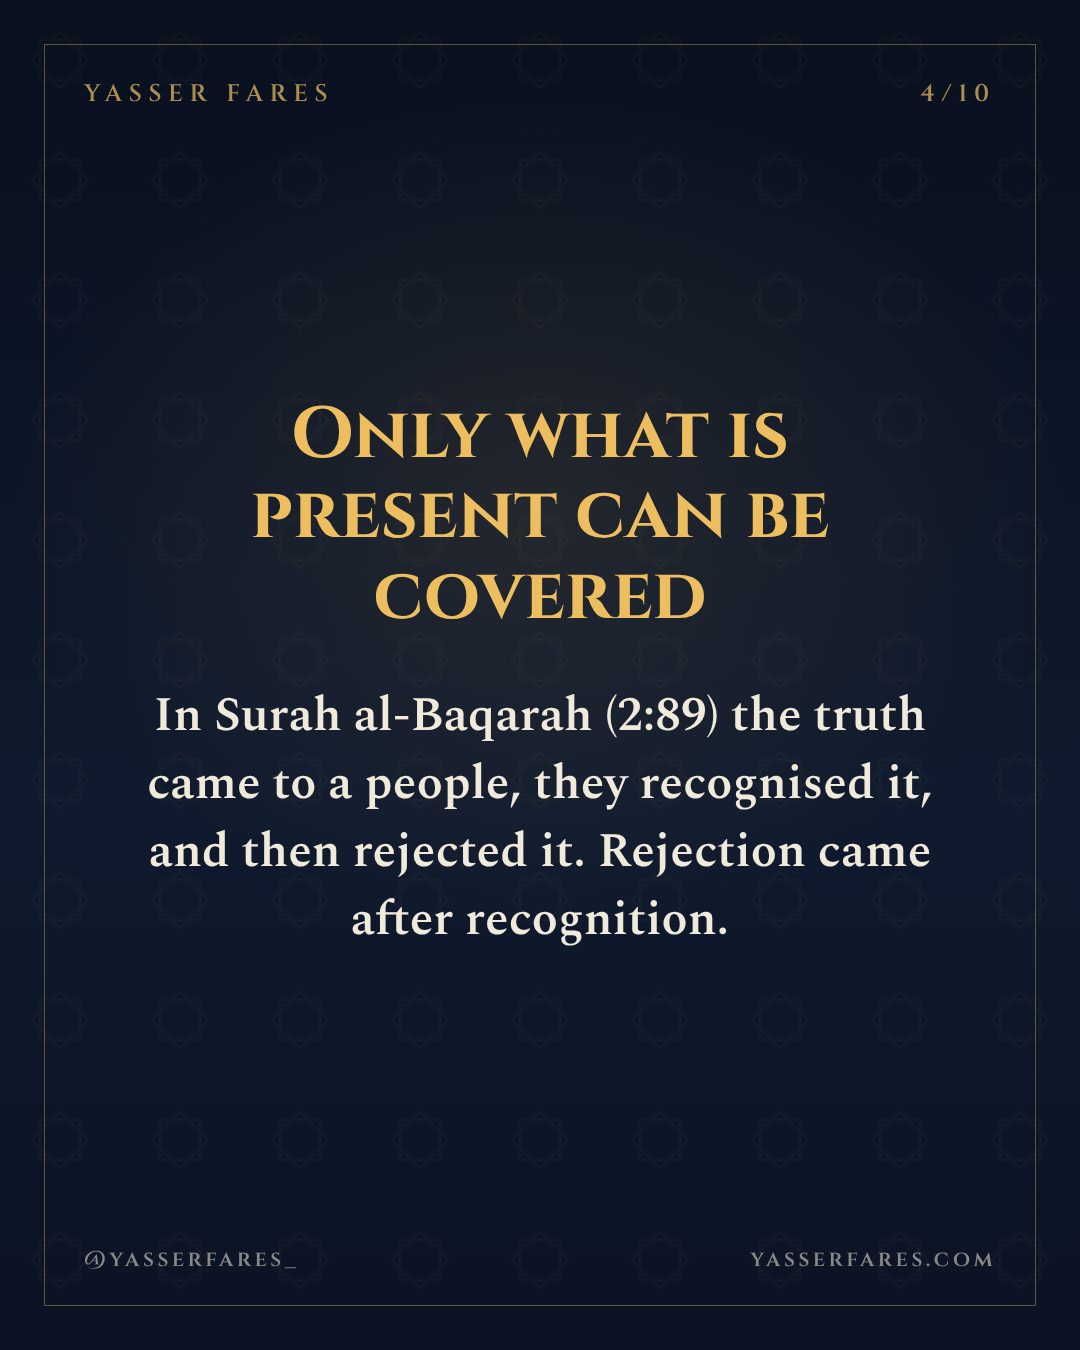 YASSER FARES
4/10
Only what is
present can be
covered
In Surah al-Baqarah (2:89) the truth
came to a people, they recognised it,
and then rejected it. Rejection came
after recognition.
@YASSERFARES_
YASSERFARES.COM